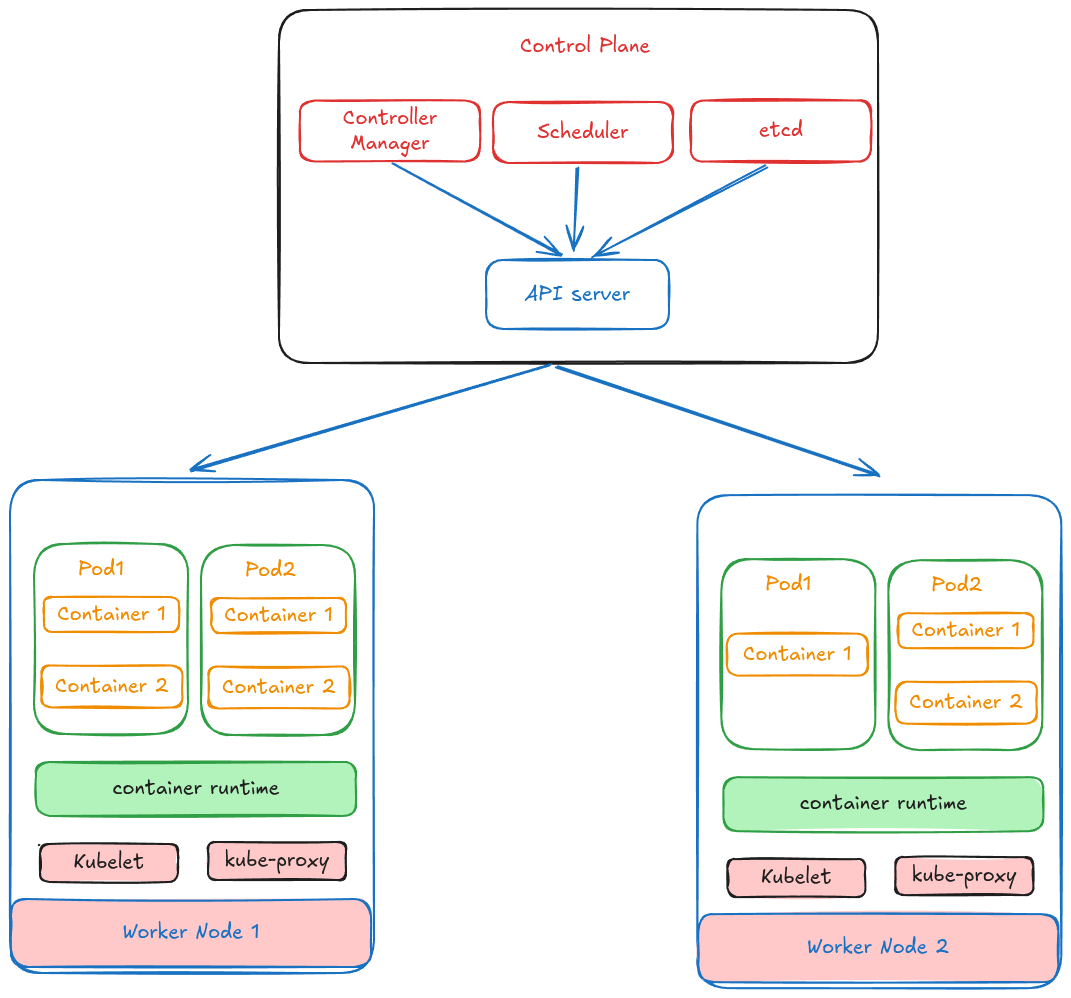 Control Plane
Controller
Manager
Scheduler
etcd
API server
Pod1
Container 1
Container 2
Pod2
Container 1
Container 2
container runtime
Kubelet
kube-proxy
Worker Node 1
Pod1
Container 1
Pod2
Container 1
Container 2
container runtime
Kubelet
kube-proxy
Worker Node 2